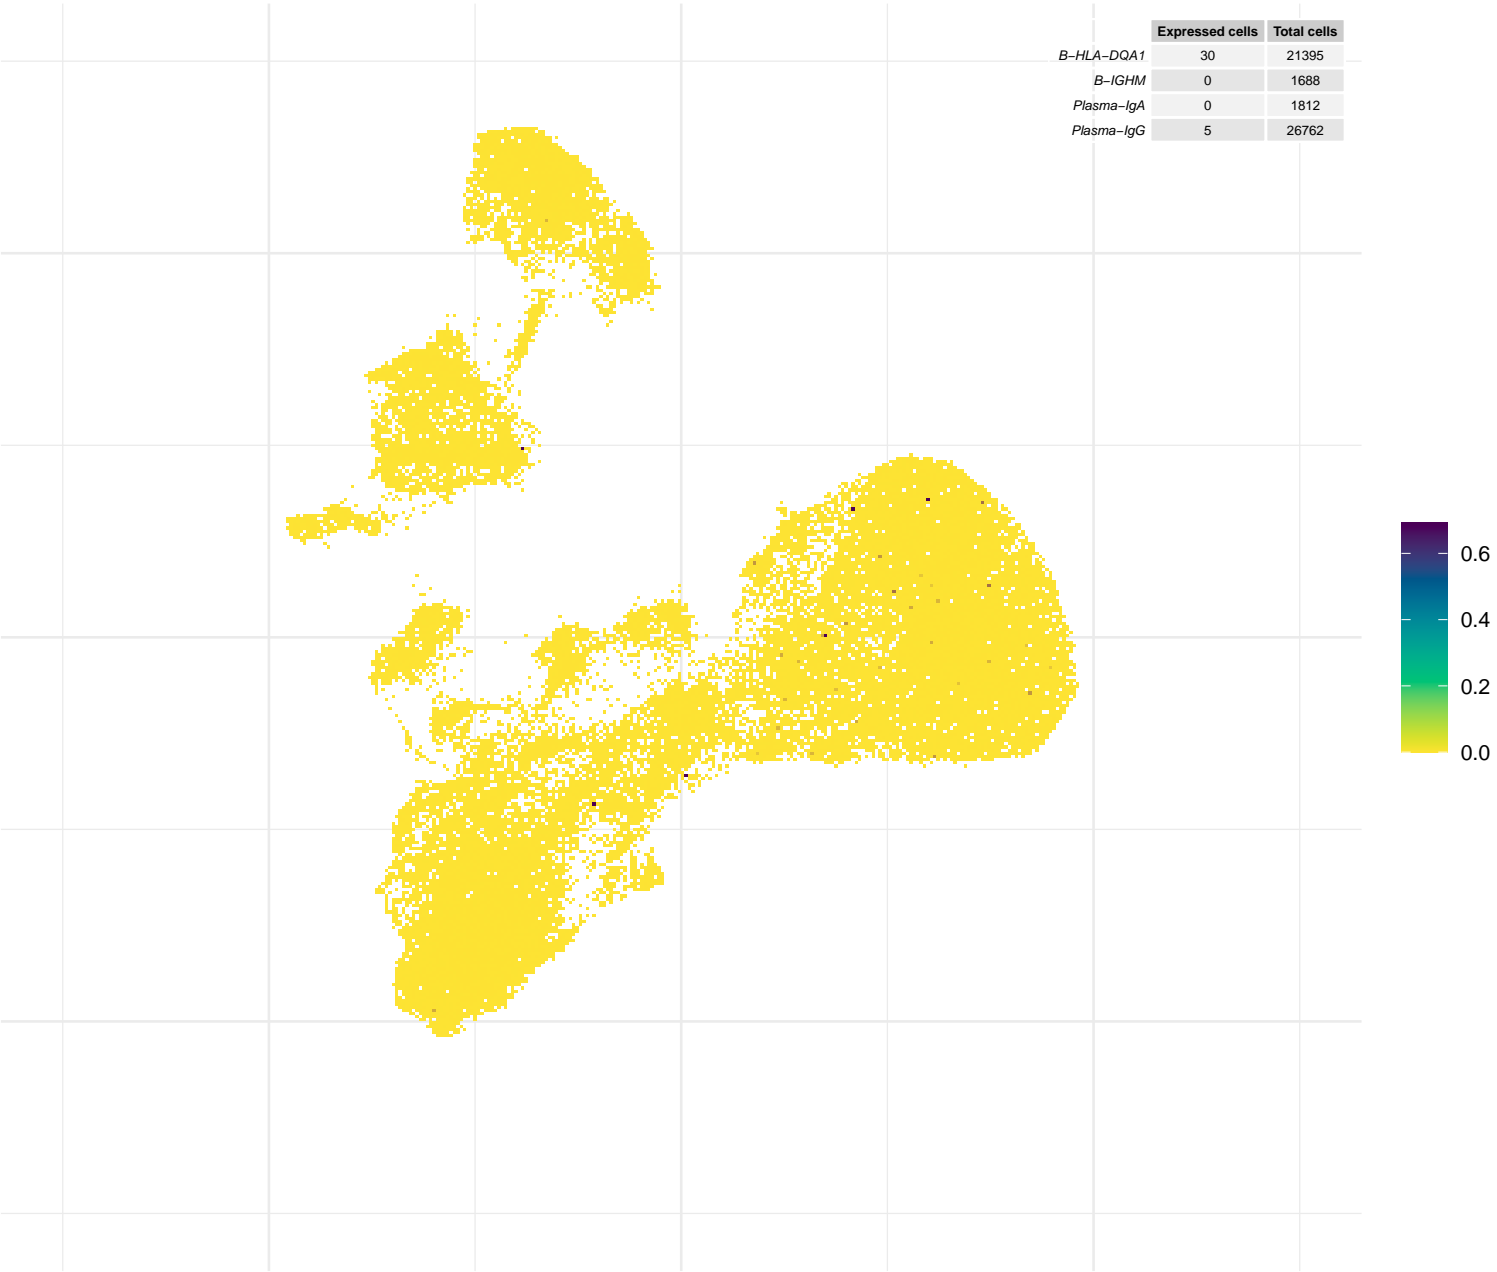 Expressed cells Total cells
B−HLA−DQA1 30 21395
B−IGHM 0 1688
Plasma−IgA 0 1812
Plasma−IgG 5 26762
0.6
0.4
0.2
0.0